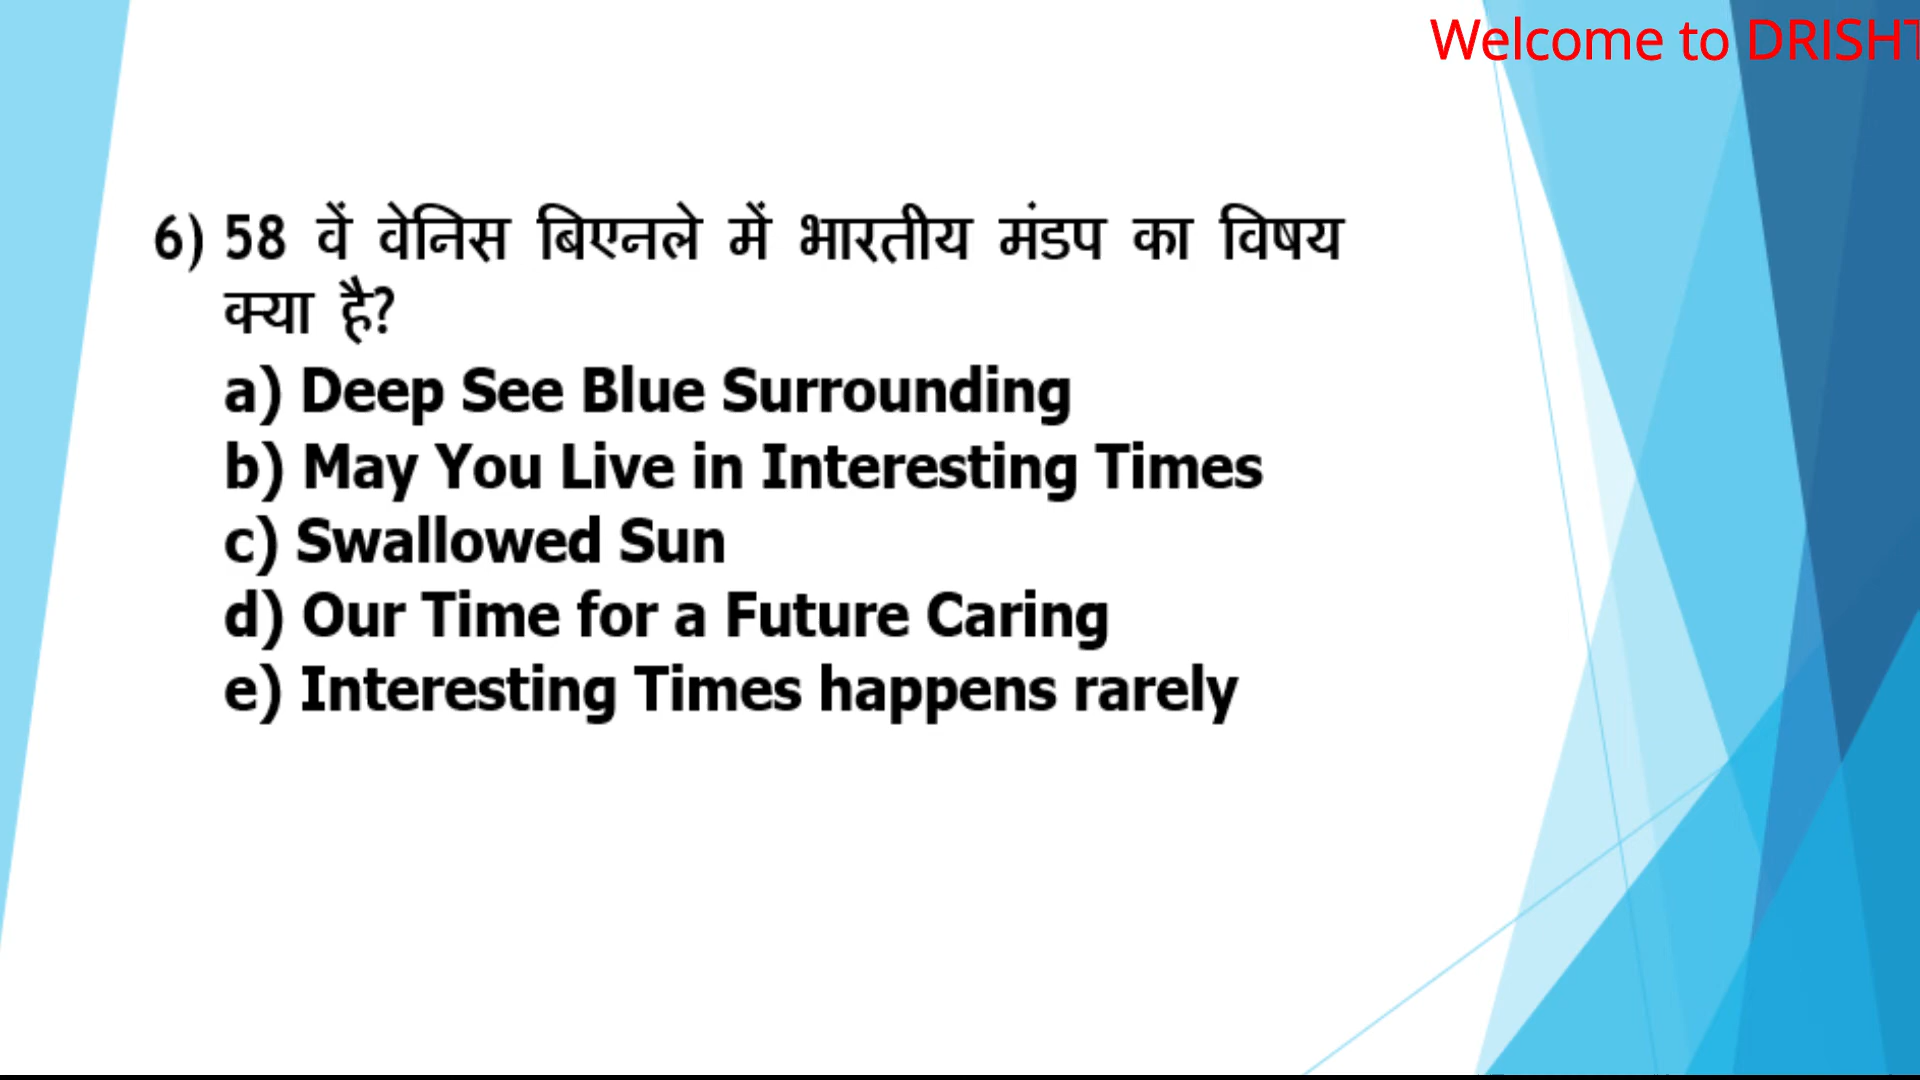 Welcome to DRISHT
6) 58 वें वेनिस बिएनले में भारतीय मंडप का विषय
क्या है?
a) Deep See Blue Surrounding
b) May You Live in Interesting Times
c) Swallowed Sun
d) Our Time for a Future Caring
e) Interesting Times happens rarely